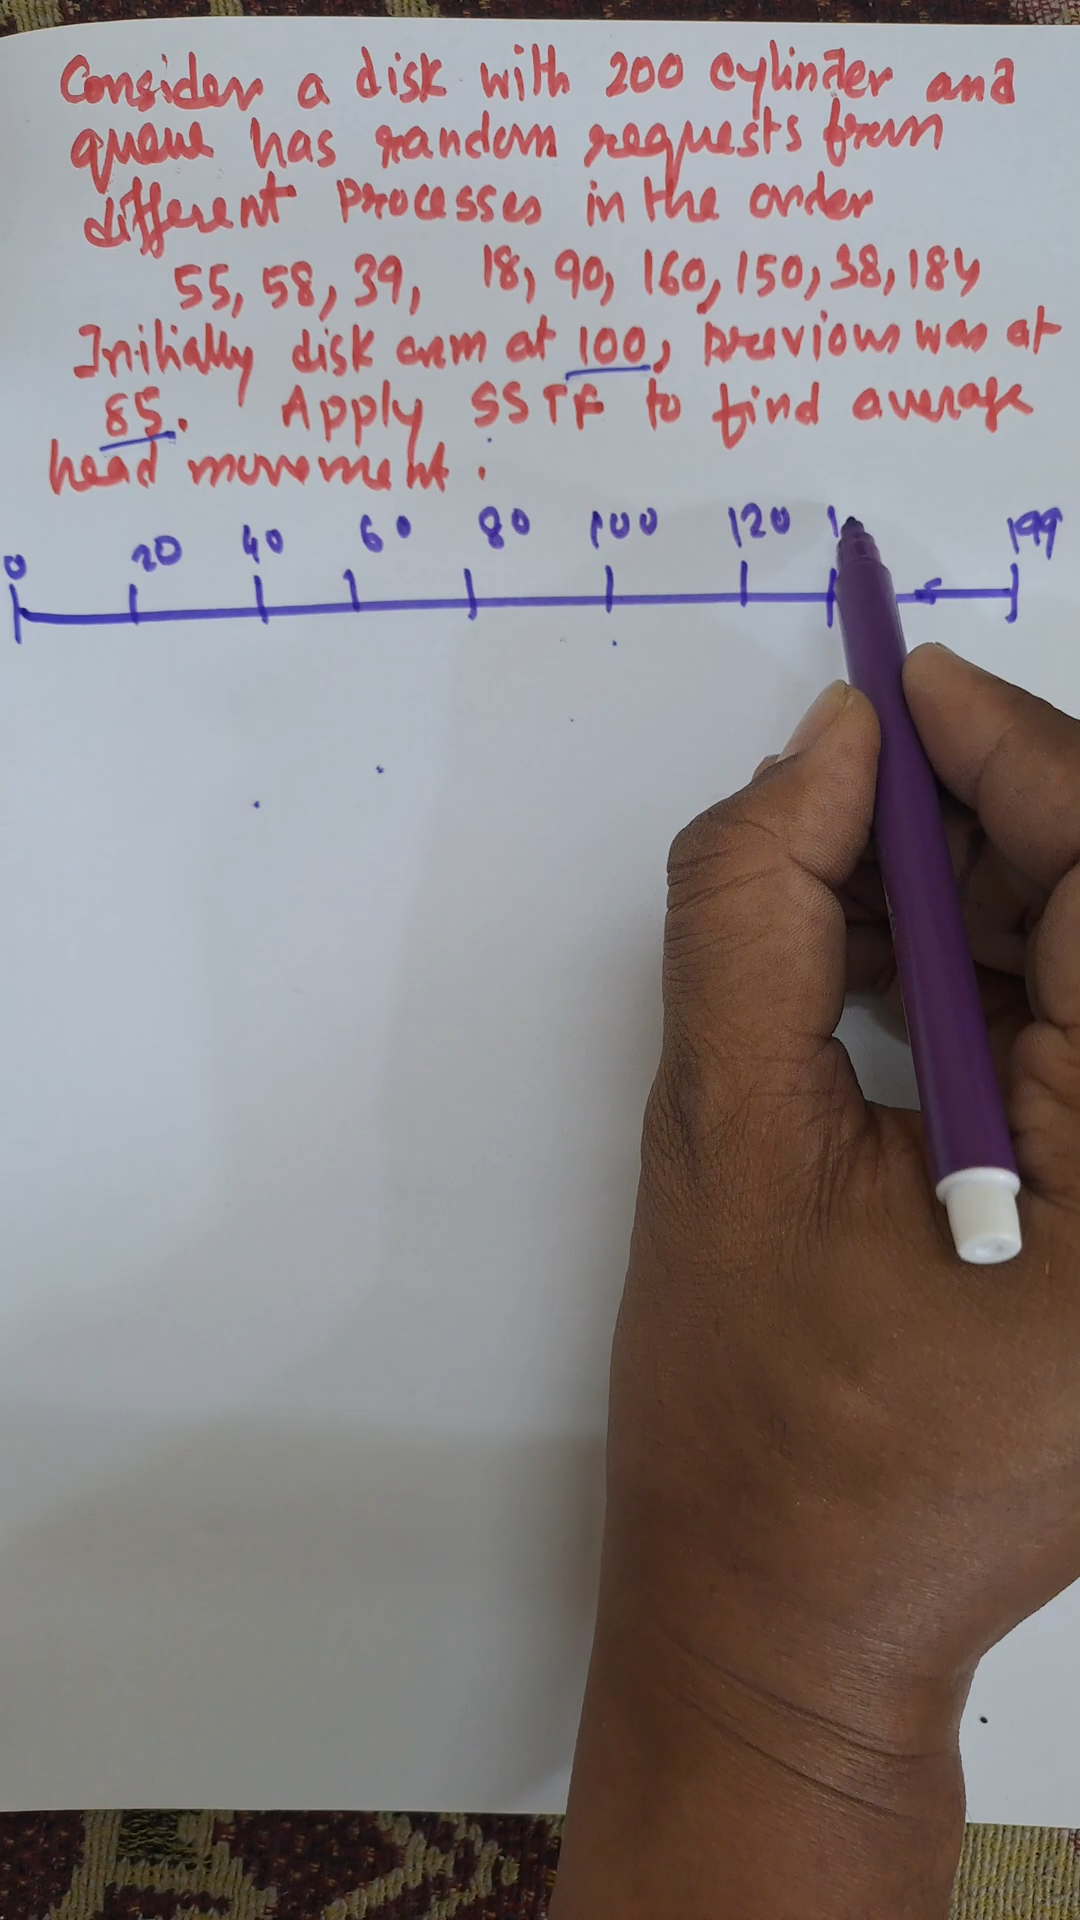 Consider a disk with 200 cylinder and
queue has random requests from
different Processes in the order
55, 58, 39, 18, 90, 160, 150, 38, 184
Initially disk arm at 100, previous was at
85. Apply SSTF to find average
head movement.
0 20 40 60 80 100 120 1 199